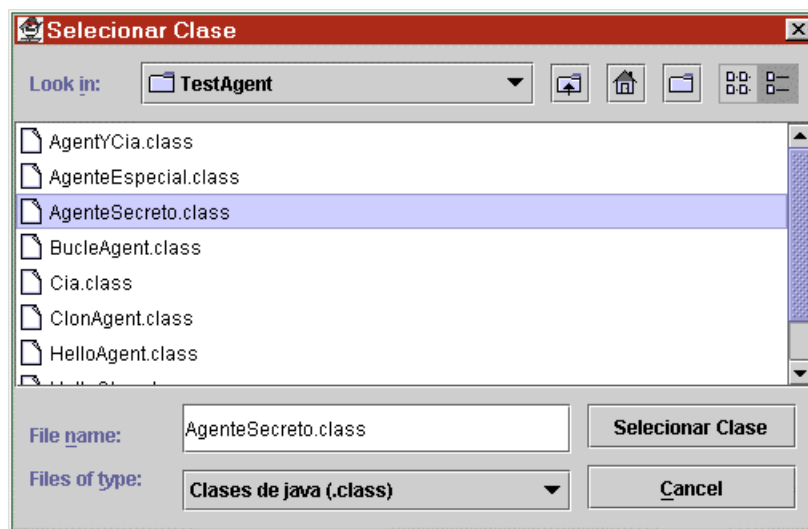 Selecionar Clase
Look in: TestAgent
AgentYCia.class
AgenteEspecial.class
AgenteSecreto.class
BucleAgent.class
Cia.class
ClonAgent.class
HelloAgent.class
File name: AgenteSecreto.class Selecionar Clase
Files of type: Clases de java (.class) Cancel